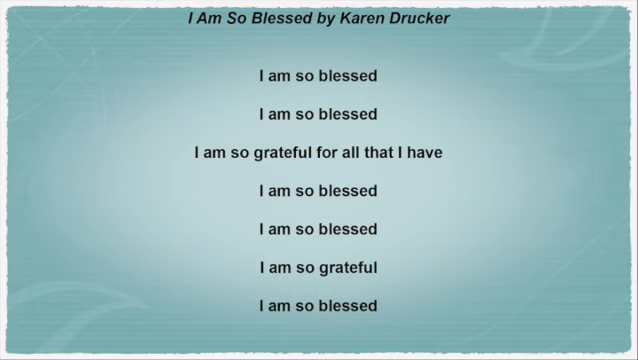 I Am So Blessed by Karen Drucker
I am so blessed
I am so blessed
I am so grateful for all that I have
I am so blessed
I am so blessed
I am so grateful
I am so blessed